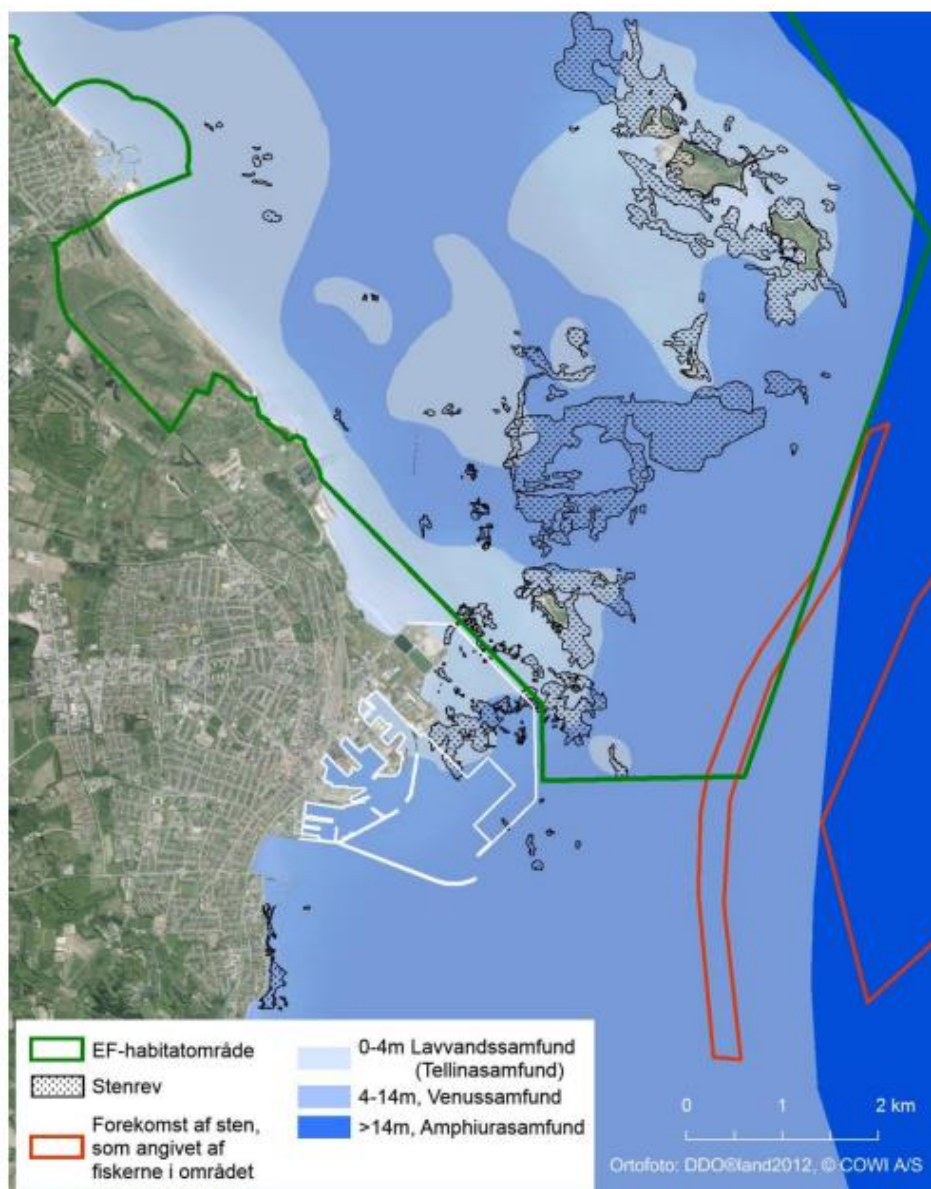 EF-habitatområde
Stenrev
Forekomst af sten,
som angivet af
fiskerne i området
0-4m Lavvandssamfund
(Tellinasamfund)
4-14m, Venussamfund
>14m, Amphiurasamfund
0 1 2 km
Ortofoto: DDO®land2012, © COWI A/S